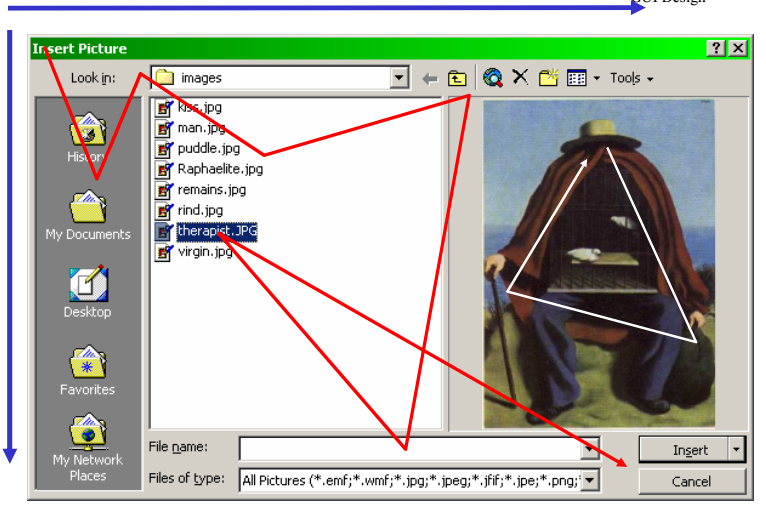 GUI Design
Insert Picture
Look in: images Tools
History
My Documents
Desktop
Favorites
My Network
Places
kiss.jpg
man.jpg
puddle.jpg
Raphaelite.jpg
remains.jpg
rind.jpg
therapist.JPG
virgin.jpg
File name: Insert
Files of type: All Pictures (*.emf;*.wmf;*.jpg;*.jpeg;*.jfif;*.jpe;*.png; Cancel